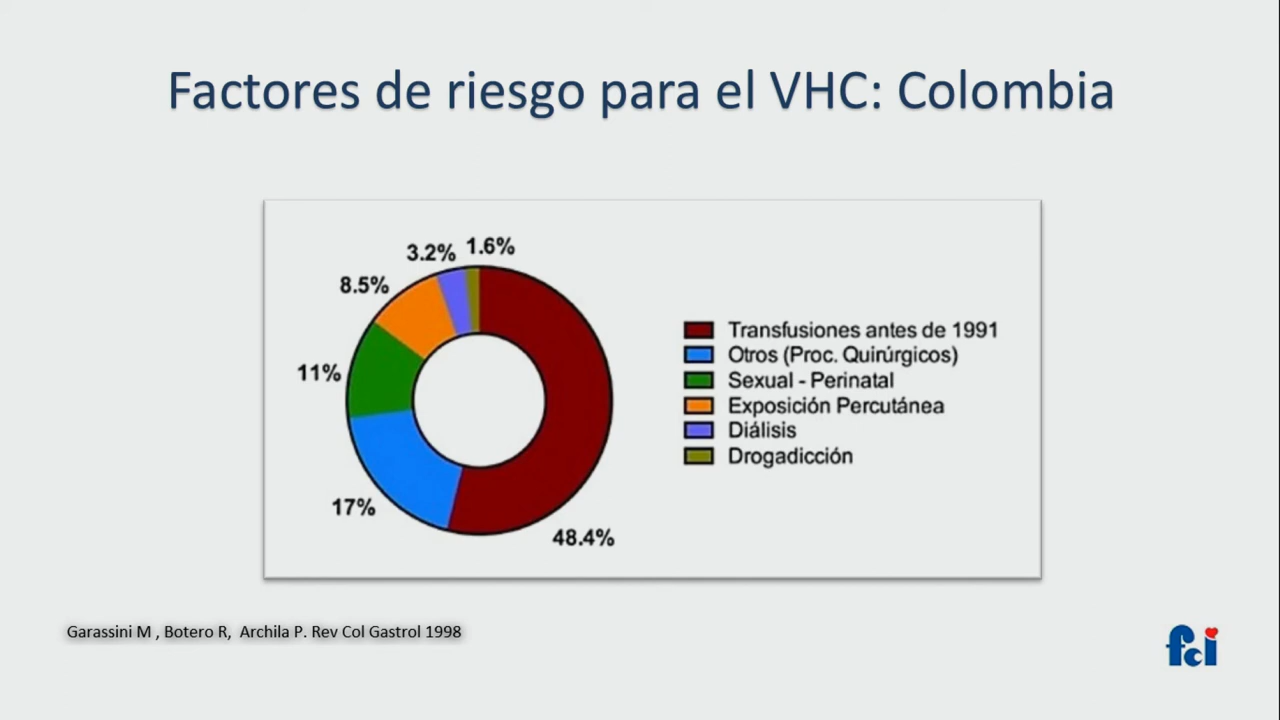 Factores de riesgo para el VHC: Colombia
3.2%
1.6%
8.5%
11%
17%
48.4%
Transfusiones antes de 1991
Otros (Proc. Quirúrgicos)
Sexual - Perinatal
Exposición Percutánea
Diálisis
Drogadicción
Garassini M , Botero R, Archila P. Rev Col Gastrol 1998
fci